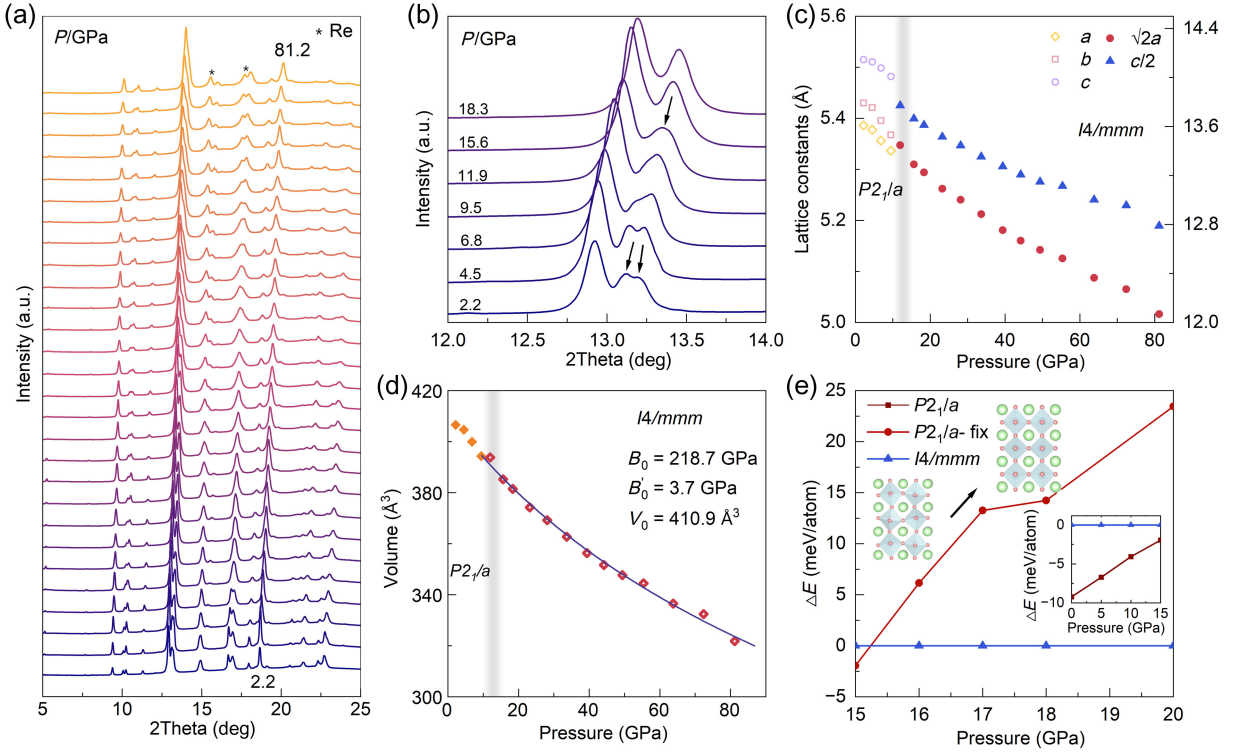 (a)
P/GPa
* Re
81.2
*
*
2.2
Intensity (a.u.)
5 10 15 20 25
2Theta (deg)
(b)
P/GPa
18.3
15.6
11.9
9.5
6.8
4.5
2.2
Intensity (a.u.)
12.0 12.5 13.0 13.5 14.0
2Theta (deg)
(c)
5.6
5.4
5.2
5.0
Lattice constants (Å)
14.4
13.6
12.8
12.0
a √2a
b c/2
c
I4/mmm
P2₁/a
0 20 40 60 80
Pressure (GPa)
(d)
420
380
340
300
Volume (Å³)
I4/mmm
B₀ = 218.7 GPa
B₀' = 3.7 GPa
V₀ = 410.9 Å³
P2₁/a
0 20 40 60 80
Pressure (GPa)
(e)
25
20
15
10
5
0
−5
△E (meV/atom)
P2₁/a
P2₁/a- fix
I4/mmm
0
−5
−10
△E (meV/atom)
0 5 10 15
Pressure (GPa)
15 16 17 18 19 20
Pressure (GPa)